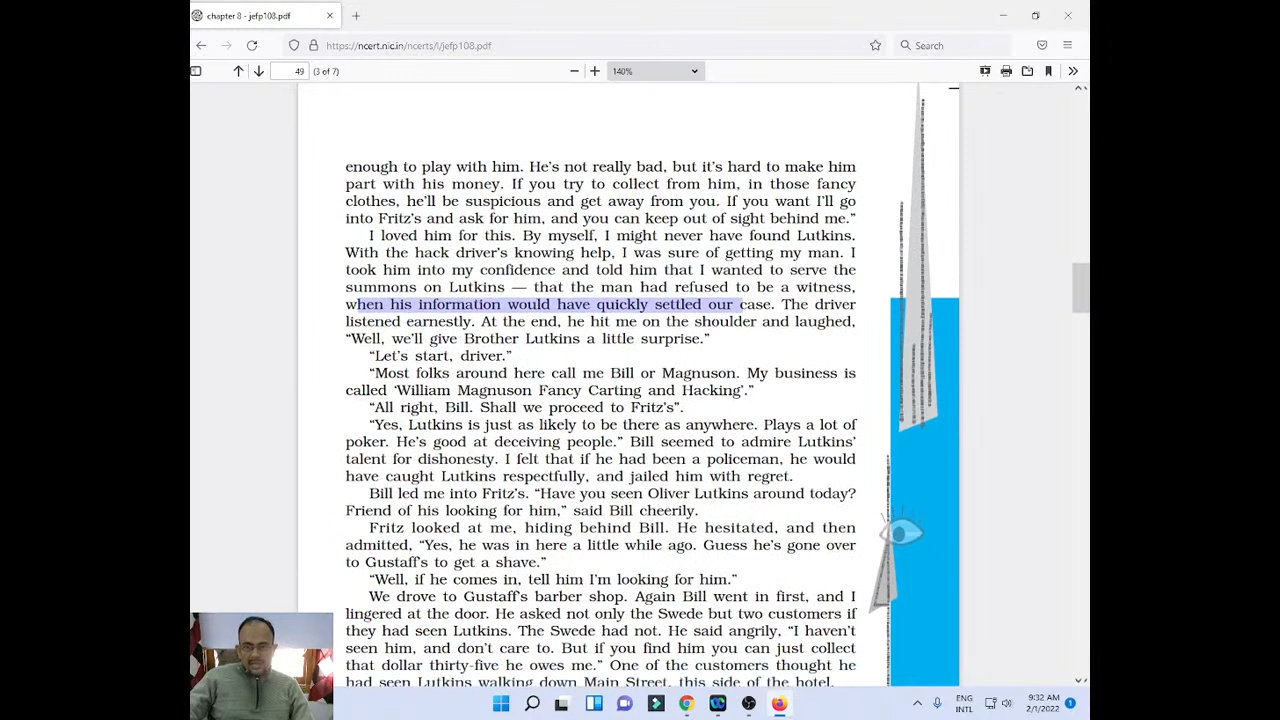 chapter 8 - jefp108.pdf
https://ncert.nic.in/ncerts/l/jefp108.pdf
Search
49 (3 of 7)
140%
enough to play with him. He's not really bad, but it's hard to make him
part with his money. If you try to collect from him, in those fancy
clothes, he'll be suspicious and get away from you. If you want I'll go
into Fritz's and ask for him, and you can keep out of sight behind me.”
I loved him for this. By myself, I might never have found Lutkins.
With the hack driver's knowing help, I was sure of getting my man. I
took him into my confidence and told him that I wanted to serve the
summons on Lutkins — that the man had refused to be a witness,
when his information would have quickly settled our case. The driver
listened earnestly. At the end, he hit me on the shoulder and laughed,
“Well, we'll give Brother Lutkins a little surprise.”
“Let's start, driver.”
“Most folks around here call me Bill or Magnuson. My business is
called ‘William Magnuson Fancy Carting and Hacking’.”
“All right, Bill. Shall we proceed to Fritz's”.
“Yes, Lutkins is just as likely to be there as anywhere. Plays a lot of
poker. He's good at deceiving people.” Bill seemed to admire Lutkins'
talent for dishonesty. I felt that if he had been a policeman, he would
have caught Lutkins respectfully, and jailed him with regret.
Bill led me into Fritz's. “Have you seen Oliver Lutkins around today?
Friend of his looking for him,” said Bill cheerily.
Fritz looked at me, hiding behind Bill. He hesitated, and then
admitted, “Yes, he was in here a little while ago. Guess he's gone over
to Gustaff's to get a shave.”
“Well, if he comes in, tell him I'm looking for him.”
We drove to Gustaff's barber shop. Again Bill went in first, and I
lingered at the door. He asked not only the Swede but two customers if
they had seen Lutkins. The Swede had not. He said angrily, “I haven't
seen him, and don't care to. But if you find him you can just collect
that dollar thirty-five he owes me.” One of the customers thought he
had seen Lutkins walking down Main Street, this side of the hotel.
ENG
INTL
9:32 AM
2/1/2022